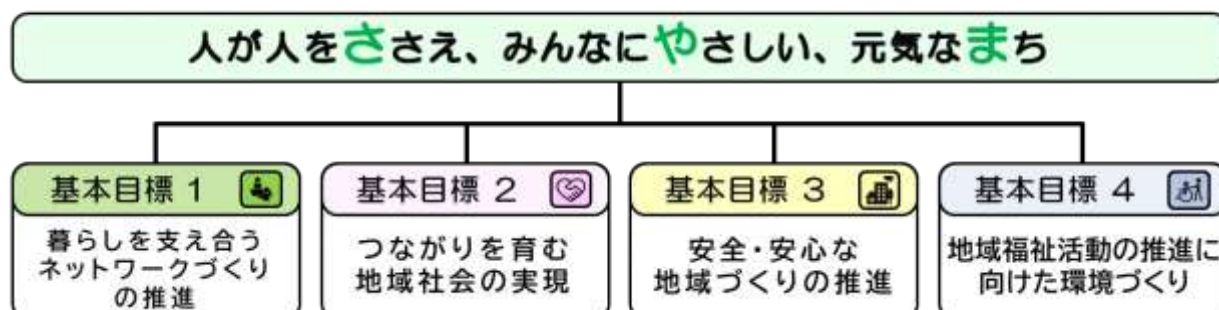 人が人をささえ、みんなにやさしい、元気なまち
基本目標 1
暮らしを支え合う
ネットワークづくり
の推進
基本目標 2
つながりを育む
地域社会の実現
基本目標 3
安全・安心な
地域づくりの推進
基本目標 4
地域福祉活動の推進に
向けた環境づくり